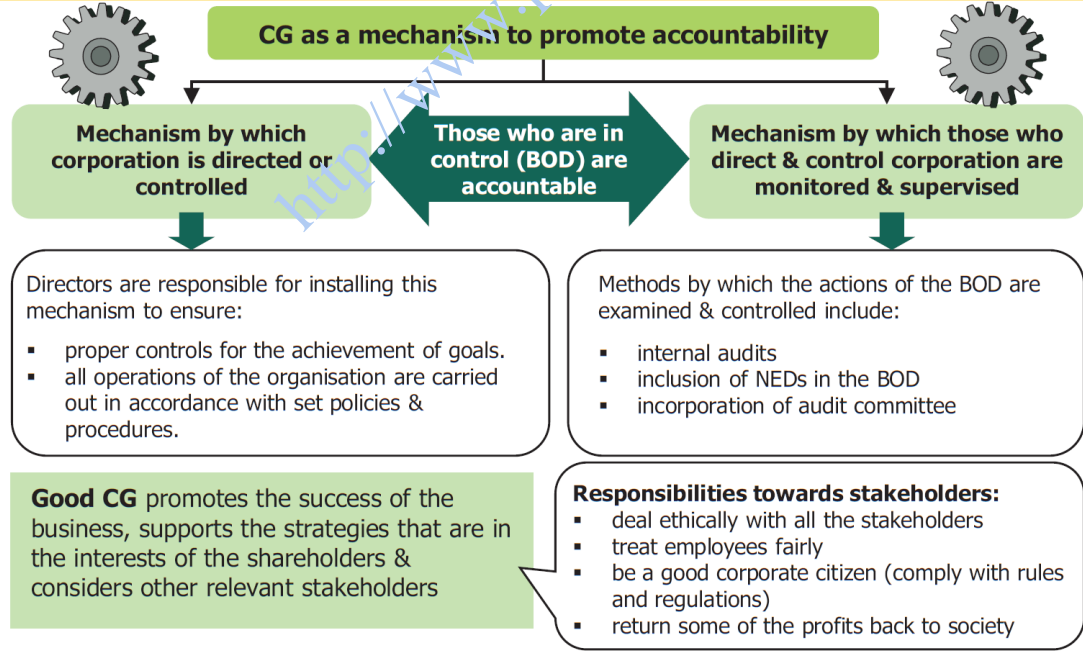 CG as a mechanism to promote accountability
Mechanism by which
corporation is directed or
controlled
Those who are in
control (BOD) are
accountable
Mechanism by which those who
direct & control corporation are
monitored & supervised
Directors are responsible for installing this
mechanism to ensure:
▪ proper controls for the achievement of goals.
▪ all operations of the organisation are carried
out in accordance with set policies &
procedures.
Methods by which the actions of the BOD are
examined & controlled include:
▪ internal audits
▪ inclusion of NEDs in the BOD
▪ incorporation of audit committee
Good CG promotes the success of the
business, supports the strategies that are in
the interests of the shareholders &
considers other relevant stakeholders
Responsibilities towards stakeholders:
▪ deal ethically with all the stakeholders
▪ treat employees fairly
▪ be a good corporate citizen (comply with rules
and regulations)
▪ return some of the profits back to society
http://www.